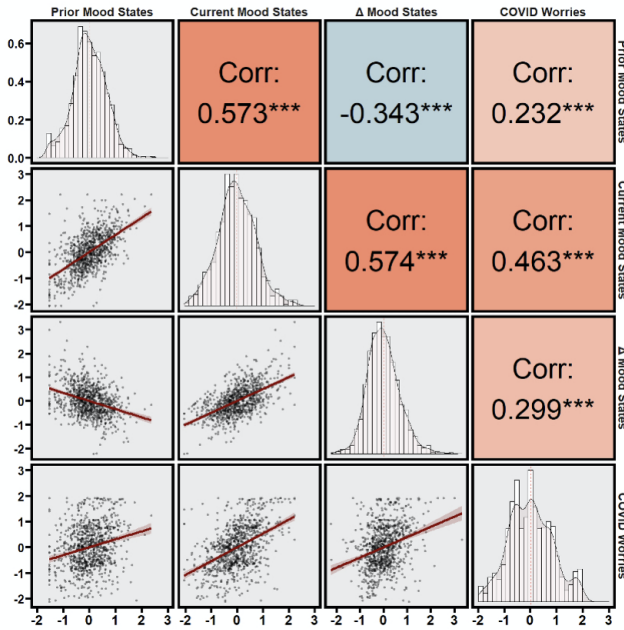 Prior Mood States Current Mood States Δ Mood States COVID Worries
0.6
0.4
0.2
0.0
Corr:
0.573***
Corr:
-0.343***
Corr:
0.232***
Prior Mood States
3
2
1
0
-1
-2
Corr:
0.574***
Corr:
0.463***
Current Mood States
3
2
1
0
-1
-2
Corr:
0.299***
Δ Mood States
3
2
1
0
-1
-2
COVID Worries
-2 -1 0 1 2 3 -2 -1 0 1 2 3 -2 -1 0 1 2 3 -2 -1 0 1 2 3